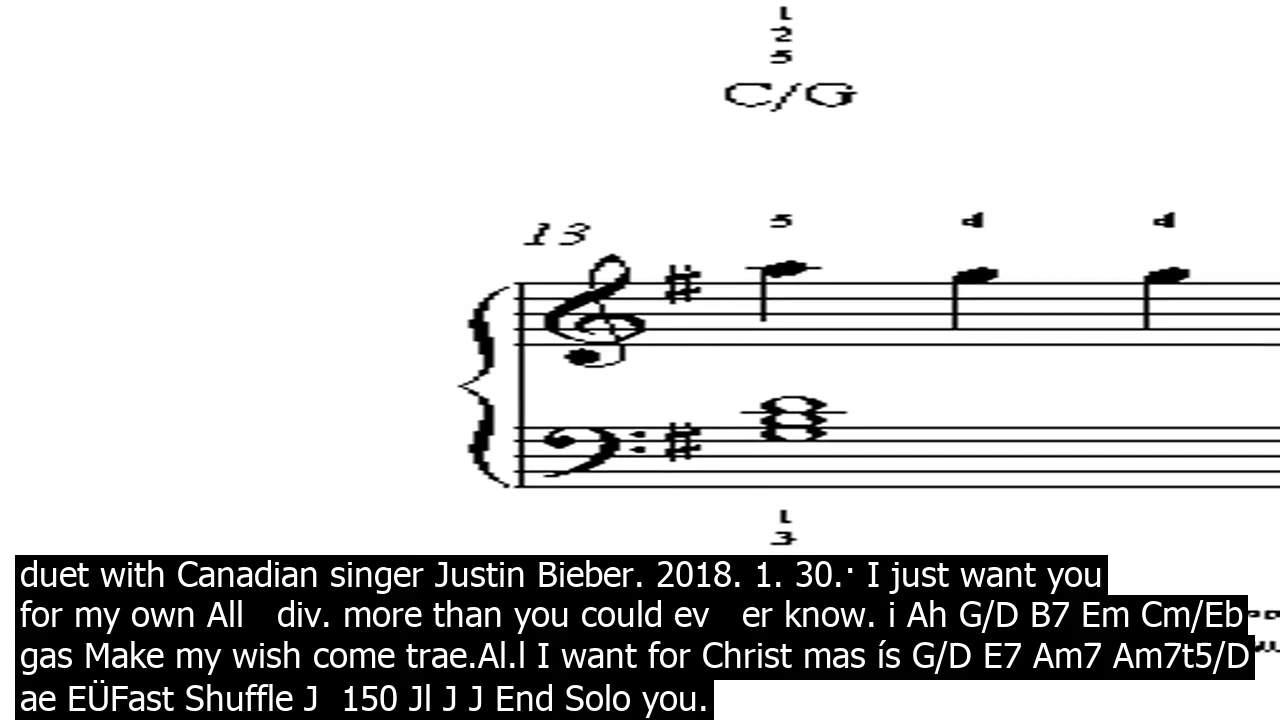 1
2
5
C/G
13
5 4 4
1
3
duet with Canadian singer Justin Bieber. 2018. 1. 30.· I just want you
for my own All div. more than you could ev er know. i Ah G/D B7 Em Cm/Eb
gas Make my wish come trae.Al.l I want for Christ mas ís G/D E7 Am7 Am7t5/D
ae EÜFast Shuffle J 150 Jl J J End Solo you.